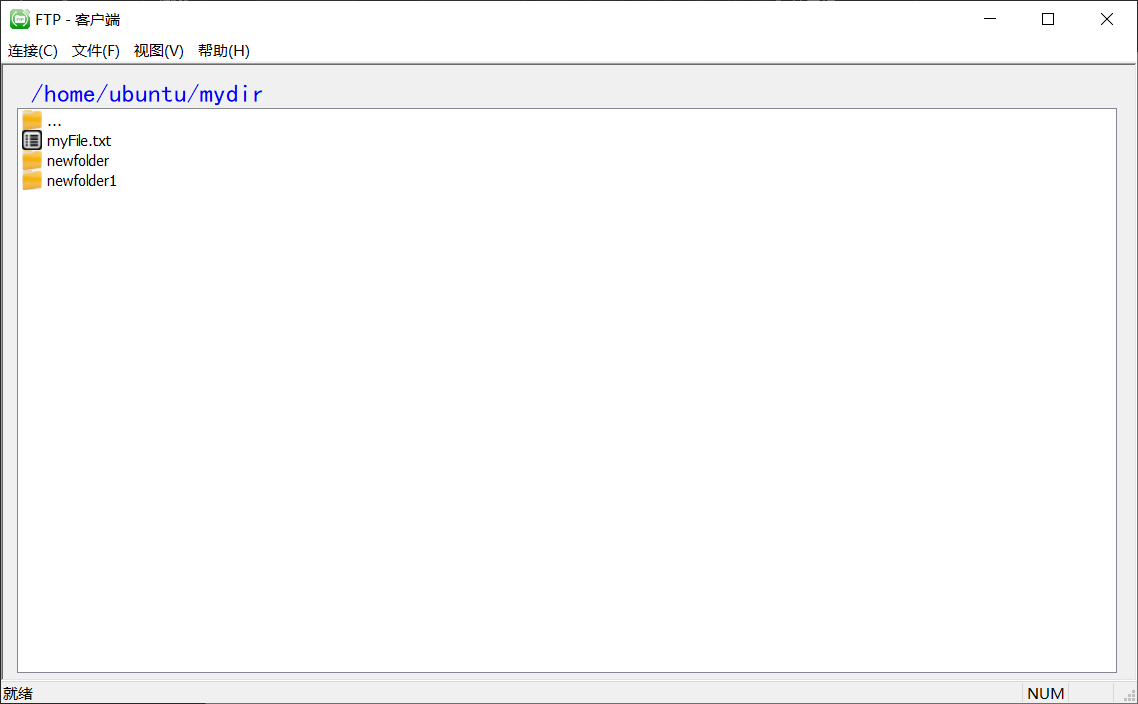 FTP - 客户端
连接(C) 文件(F) 视图(V) 帮助(H)
/home/ubuntu/mydir
...
myFile.txt
newfolder
newfolder1
就绪 NUM